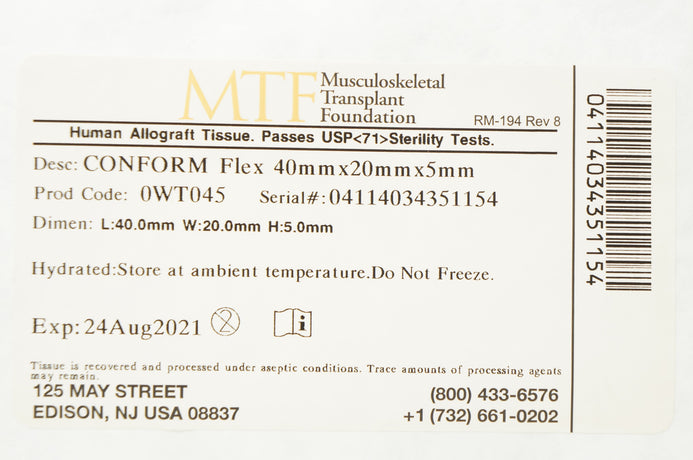 MTF Musculoskeletal
Transplant
Foundation
RM-194 Rev 8
Human Allograft Tissue. Passes USP<71>Sterility Tests.
Desc: CONFORM Flex 40mmx20mmx5mm
Prod Code: 0WT045 Serial#: 04114034351154
Dimen: L:40.0mm W:20.0mm H:5.0mm
Hydrated:Store at ambient temperature.Do Not Freeze.
Exp: 24Aug2021 2 i
Tissue is recovered and processed under aseptic conditions. Trace amounts of processing agents
may remain.
125 MAY STREET (800) 433-6576
EDISON, NJ USA 08837 +1 (732) 661-0202
04114034351154